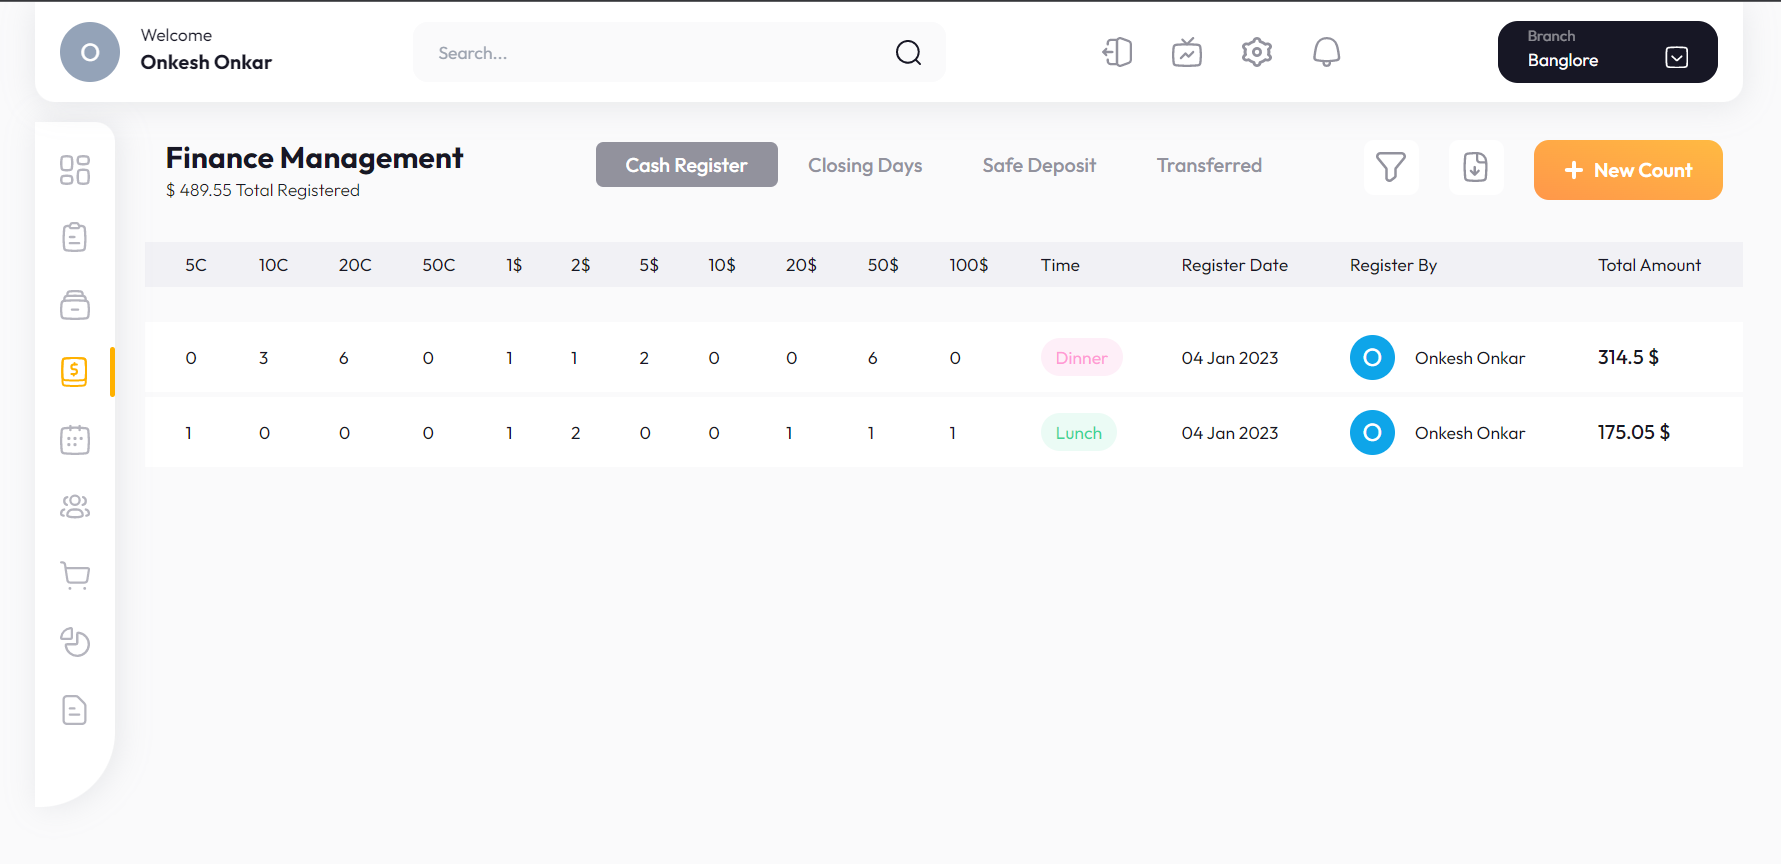 O
Welcome
Onkesh Onkar
Search...
Branch
Banglore
Finance Management
$ 489.55 Total Registered
Cash Register Closing Days Safe Deposit Transferred
$
+ New Count
5C 10C 20C 50C 1$ 2$ 5$ 10$ 20$ 50$ 100$ Time Register Date Register By Total Amount
0 3 6 0 1 1 2 0 0 6 0 Dinner 04 Jan 2023 O Onkesh Onkar 314.5 $
1 0 0 0 1 2 0 0 1 1 1 Lunch 04 Jan 2023 O Onkesh Onkar 175.05 $